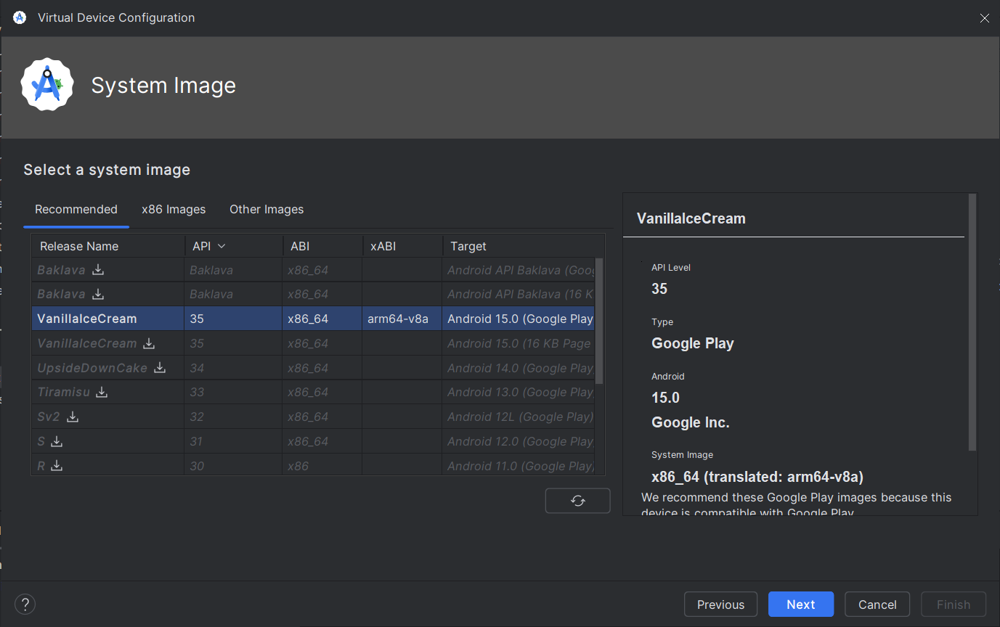 Virtual Device Configuration
System Image
Select a system image
Recommended x86 Images Other Images
Release Name API ABI xABI Target
Baklava Baklava x86_64 Android API Baklava (Goog
Baklava Baklava x86_64 Android API Baklava (16 K
VanillaIceCream 35 x86_64 arm64-v8a Android 15.0 (Google Play
VanillaIceCream 35 x86_64 Android 15.0 (16 KB Page
UpsideDownCake 34 x86_64 Android 14.0 (Google Play
Tiramisu 33 x86_64 Android 13.0 (Google Play
Sv2 32 x86_64 Android 12L (Google Play)
S 31 x86_64 Android 12.0 (Google Play
R 30 x86 Android 11.0 (Google Play)
VanillaIceCream
API Level
35
Type
Google Play
Android
15.0
Google Inc.
System Image
x86_64 (translated: arm64-v8a)
We recommend these Google Play images because this
device is compatible with Google Play
?
Previous Next Cancel Finish